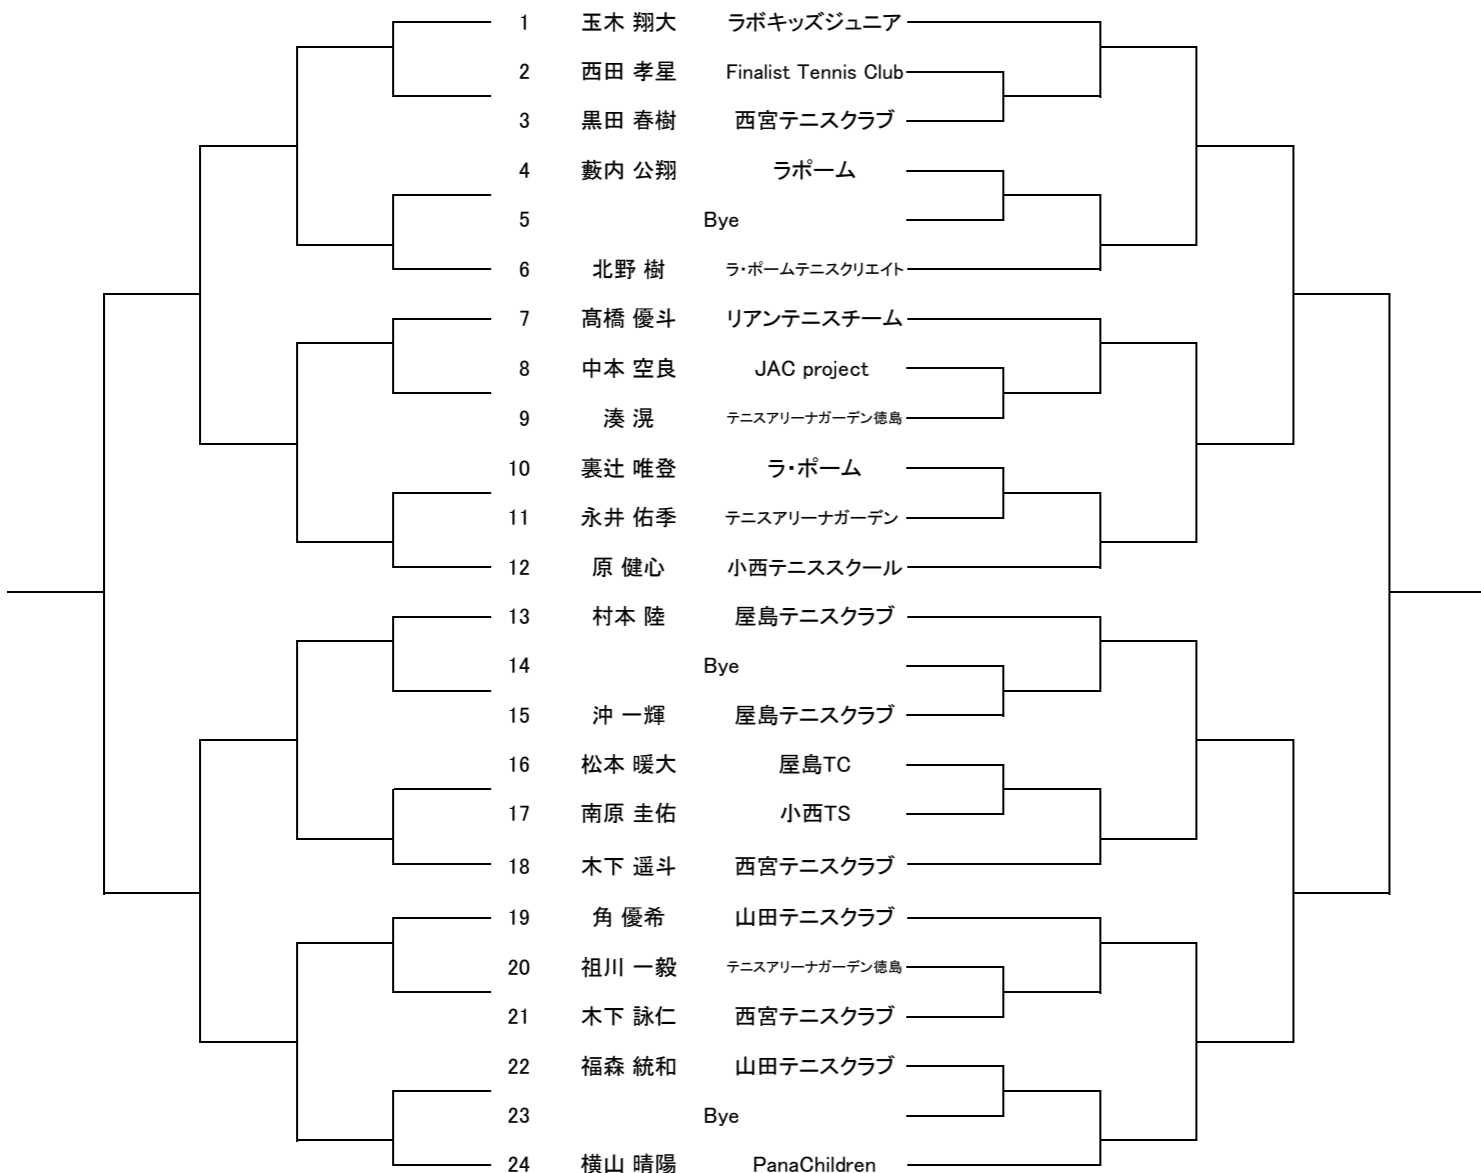 1 玉木 翔大 ラボキッズジュニア
2 西田 孝星 Finalist Tennis Club
3 黒田 春樹 西宮テニスクラブ
4 藪内 公翔 ラポーム
5 Bye
6 北野 樹 ラ・ポームテニスクリエイト
7 髙橋 優斗 リアンテニスチーム
8 中本 空良 JAC project
9 湊 滉 テニスアリーナガーデン徳島
10 裏辻 唯登 ラ・ポーム
11 永井 佑季 テニスアリーナガーデン
12 原 健心 小西テニススクール
13 村本 陸 屋島テニスクラブ
14 Bye
15 沖 一輝 屋島テニスクラブ
16 松本 暖大 屋島TC
17 南原 圭佑 小西TS
18 木下 遥斗 西宮テニスクラブ
19 角 優希 山田テニスクラブ
20 祖川 一毅 テニスアリーナガーデン徳島
21 木下 詠仁 西宮テニスクラブ
22 福森 統和 山田テニスクラブ
23 Bye
24 横山 晴陽 PanaChildren